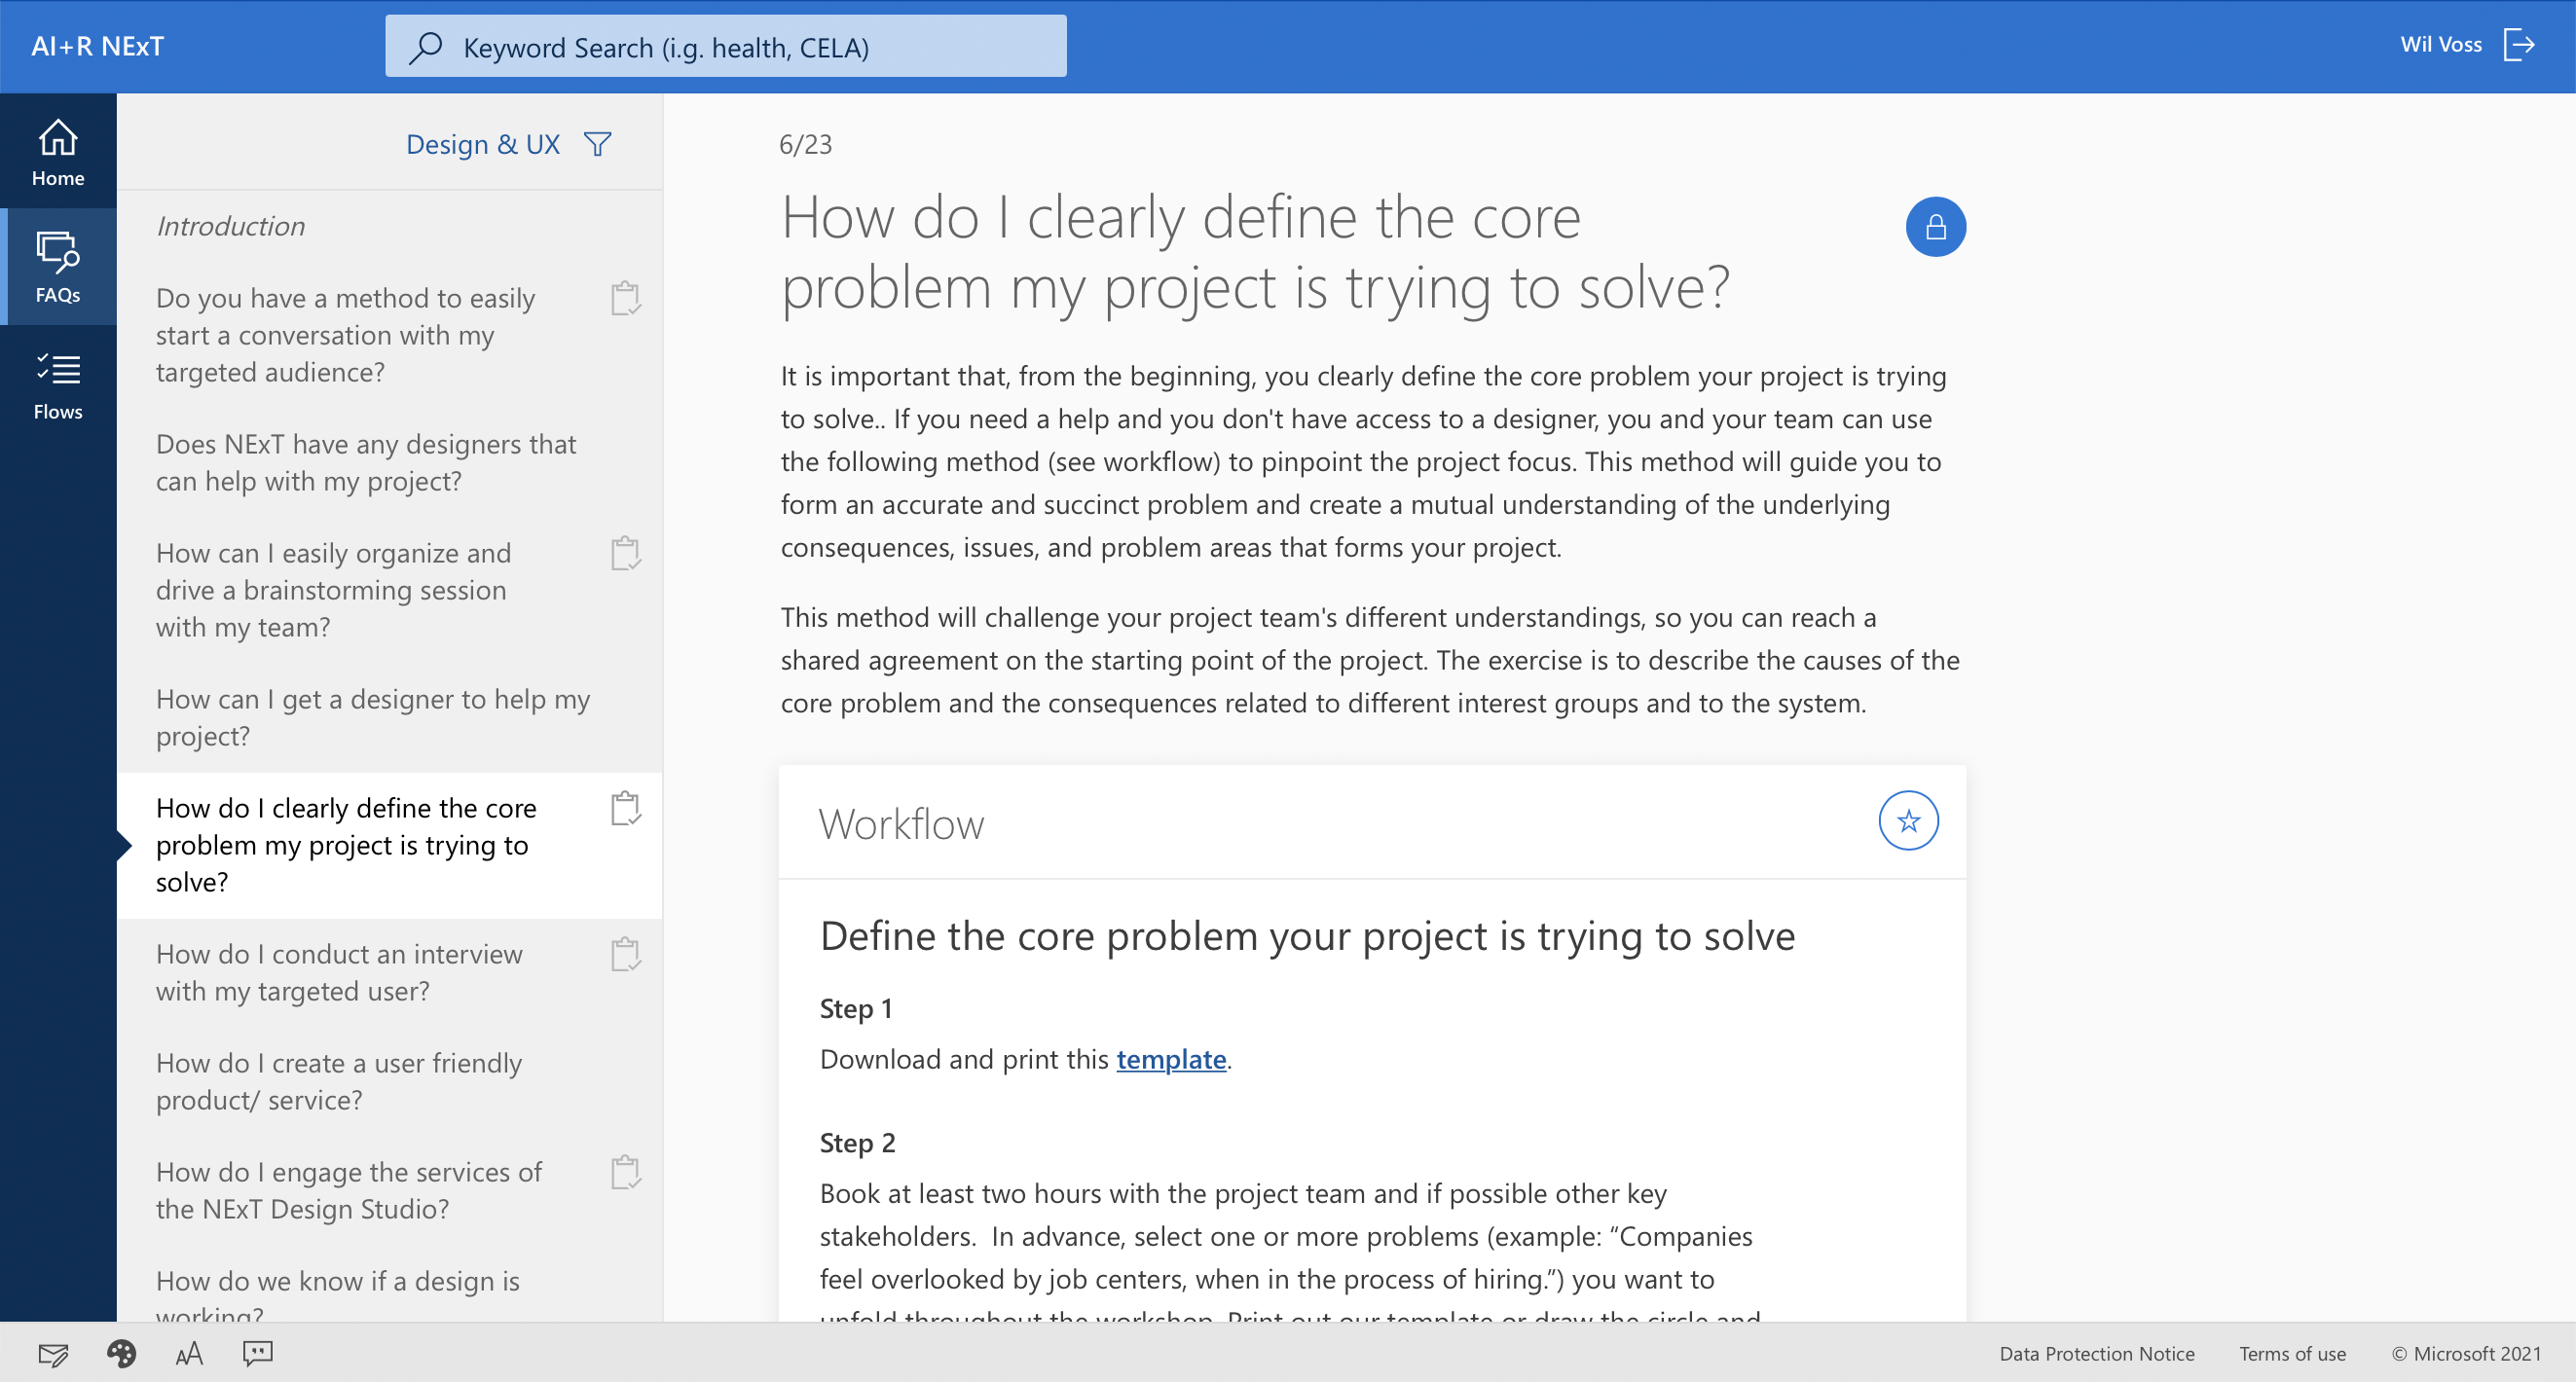 AI+R NExT
Keyword Search (i.g. health, CELA)
Wil Voss
Home
FAQs
Flows
Design & UX
Introduction
Do you have a method to easily
start a conversation with my
targeted audience?
Does NExT have any designers that
can help with my project?
How can I easily organize and
drive a brainstorming session
with my team?
How can I get a designer to help my
project?
How do I clearly define the core
problem my project is trying to
solve?
How do I conduct an interview
with my targeted user?
How do I create a user friendly
product/ service?
How do I engage the services of
the NExT Design Studio?
How do we know if a design is
working?
6/23
How do I clearly define the core
problem my project is trying to solve?
It is important that, from the beginning, you clearly define the core problem your project is trying
to solve.. If you need a help and you don't have access to a designer, you and your team can use
the following method (see workflow) to pinpoint the project focus. This method will guide you to
form an accurate and succinct problem and create a mutual understanding of the underlying
consequences, issues, and problem areas that forms your project.
This method will challenge your project team's different understandings, so you can reach a
shared agreement on the starting point of the project. The exercise is to describe the causes of the
core problem and the consequences related to different interest groups and to the system.
Workflow
Define the core problem your project is trying to solve
Step 1
Download and print this template.
Step 2
Book at least two hours with the project team and if possible other key
stakeholders.  In advance, select one or more problems (example: “Companies
feel overlooked by job centers, when in the process of hiring.”) you want to
unfold throughout the workshop. Print out our template or draw the circle and
Data Protection Notice
Terms of use
© Microsoft 2021